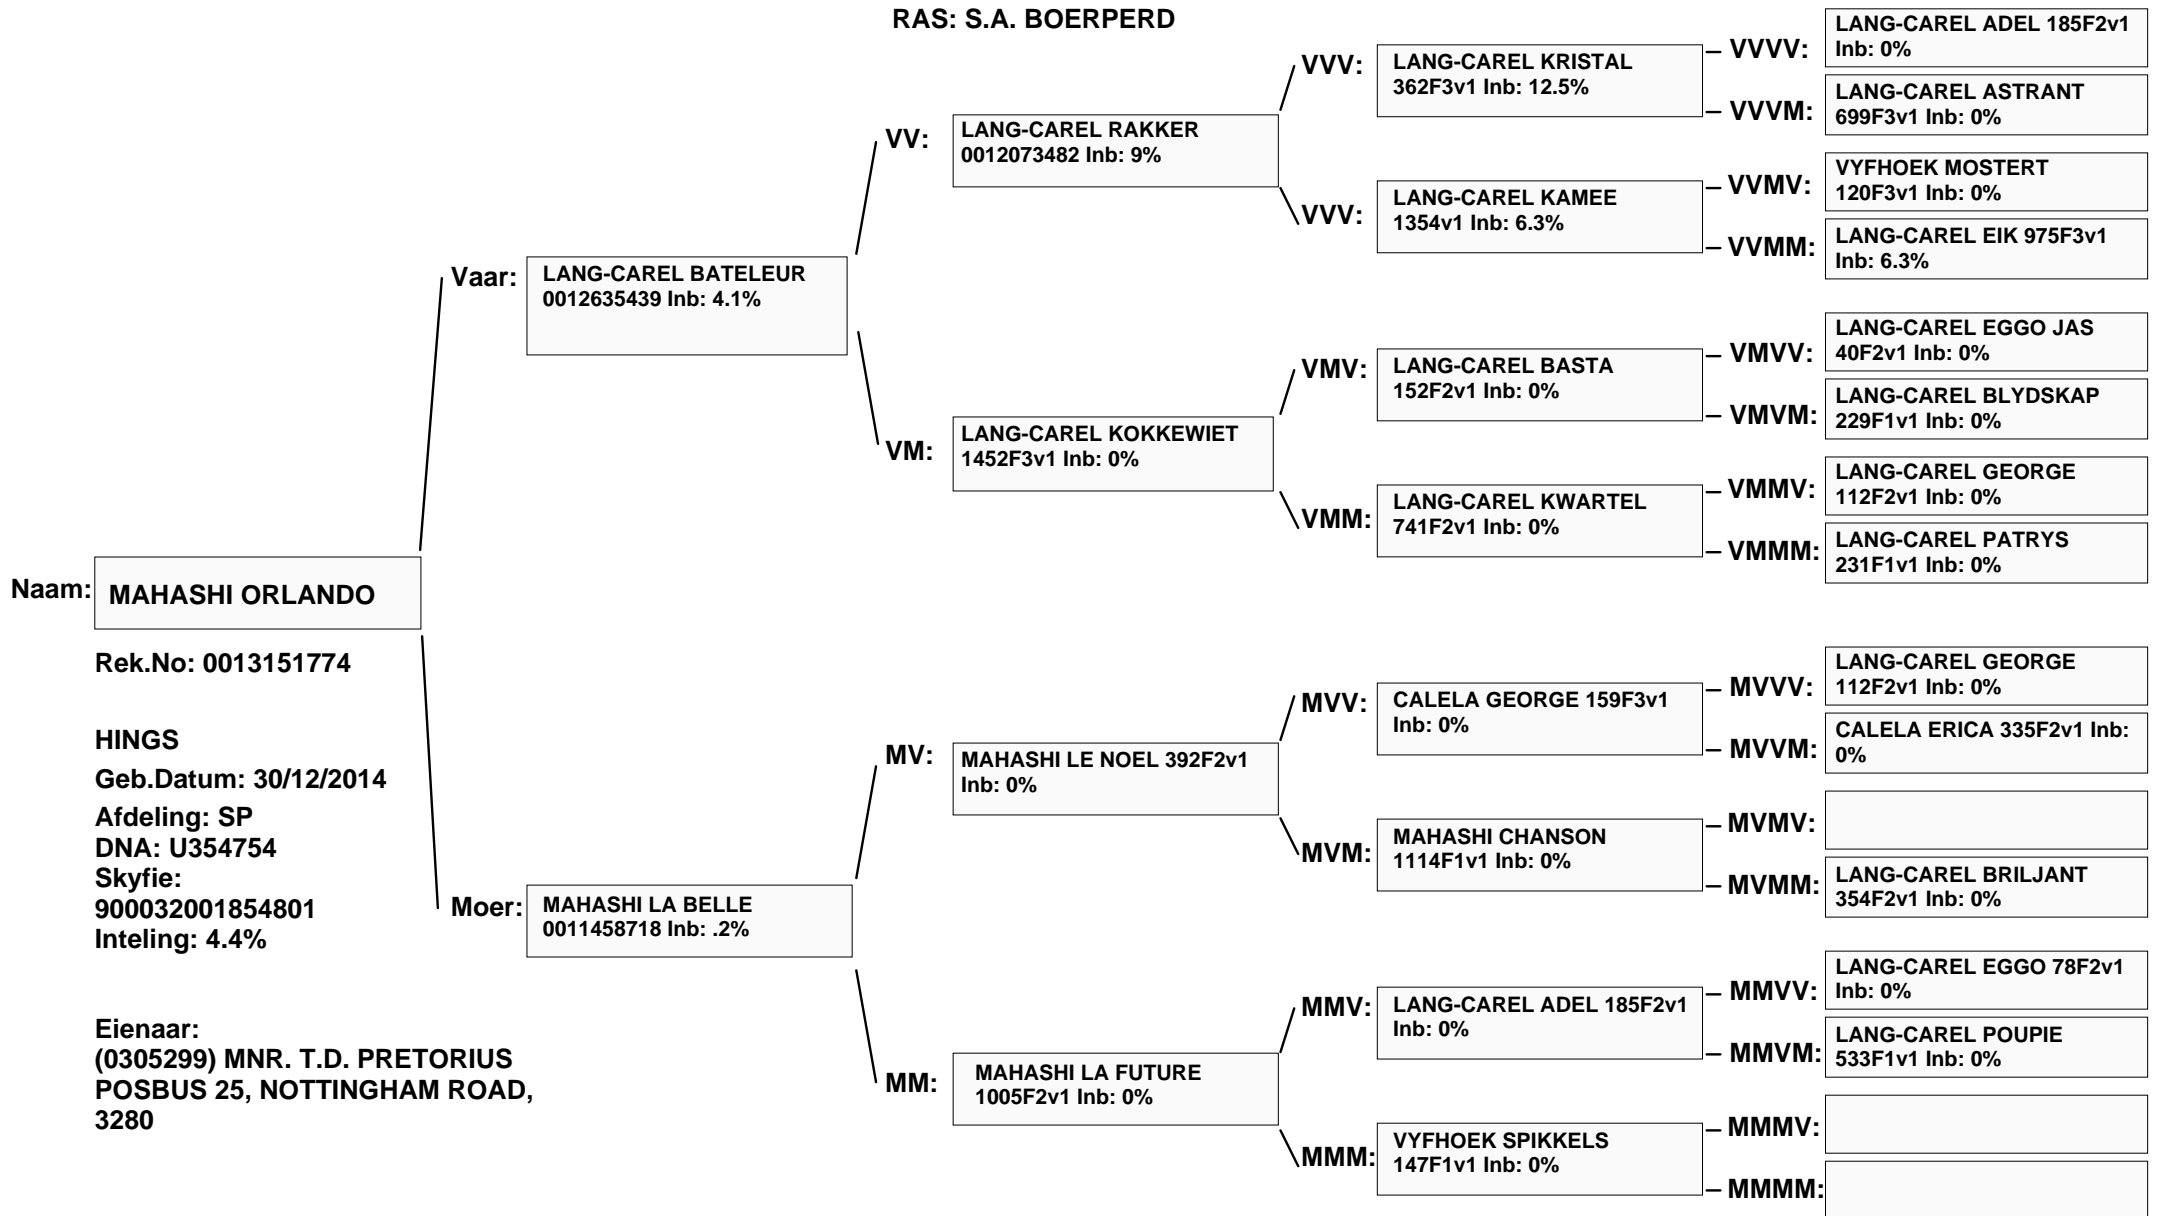 RAS: S.A. BOERPERD
Naam:
MAHASHI ORLANDO
Rek.No: 0013151774
HINGS
Geb.Datum: 30/12/2014
Afdeling: SP
DNA: U354754
Skyfie:
900032001854801
Inteling: 4.4%
Eienaar:
(0305299) MNR. T.D. PRETORIUS
POSBUS 25, NOTTINGHAM ROAD,
3280
Vaar:
LANG-CAREL BATELEUR
0012635439 Inb: 4.1%
Moer:
MAHASHI LA BELLE
0011458718 Inb: .2%
VV:
LANG-CAREL RAKKER
0012073482 Inb: 9%
VM:
LANG-CAREL KOKKEWIET
1452F3v1 Inb: 0%
MV:
MAHASHI LE NOEL 392F2v1
Inb: 0%
MM:
MAHASHI LA FUTURE
1005F2v1 Inb: 0%
VVV:
LANG-CAREL KRISTAL
362F3v1 Inb: 12.5%
VVV:
LANG-CAREL KAMEE
1354v1 Inb: 6.3%
VMV:
LANG-CAREL BASTA
152F2v1 Inb: 0%
VMM:
LANG-CAREL KWARTEL
741F2v1 Inb: 0%
MVV:
CALELA GEORGE 159F3v1
Inb: 0%
MVM:
MAHASHI CHANSON
1114F1v1 Inb: 0%
MMV:
LANG-CAREL ADEL 185F2v1
Inb: 0%
MMM:
VYFHOEK SPIKKELS
147F1v1 Inb: 0%
VVVV:
LANG-CAREL ADEL 185F2v1
Inb: 0%
VVVM:
LANG-CAREL ASTRANT
699F3v1 Inb: 0%
VVMV:
VYFHOEK MOSTERT
120F3v1 Inb: 0%
VVMM:
LANG-CAREL EIK 975F3v1
Inb: 6.3%
VMVV:
LANG-CAREL EGGO JAS
40F2v1 Inb: 0%
VMVM:
LANG-CAREL BLYDSKAP
229F1v1 Inb: 0%
VMMV:
LANG-CAREL GEORGE
112F2v1 Inb: 0%
VMMM:
LANG-CAREL PATRYS
231F1v1 Inb: 0%
MVVV:
LANG-CAREL GEORGE
112F2v1 Inb: 0%
MVVM:
CALELA ERICA 335F2v1 Inb:
0%
MVMV:
MVMM:
LANG-CAREL BRILJANT
354F2v1 Inb: 0%
MMVV:
LANG-CAREL EGGO 78F2v1
Inb: 0%
MMVM:
LANG-CAREL POUPIE
533F1v1 Inb: 0%
MMMV:
MMMM: